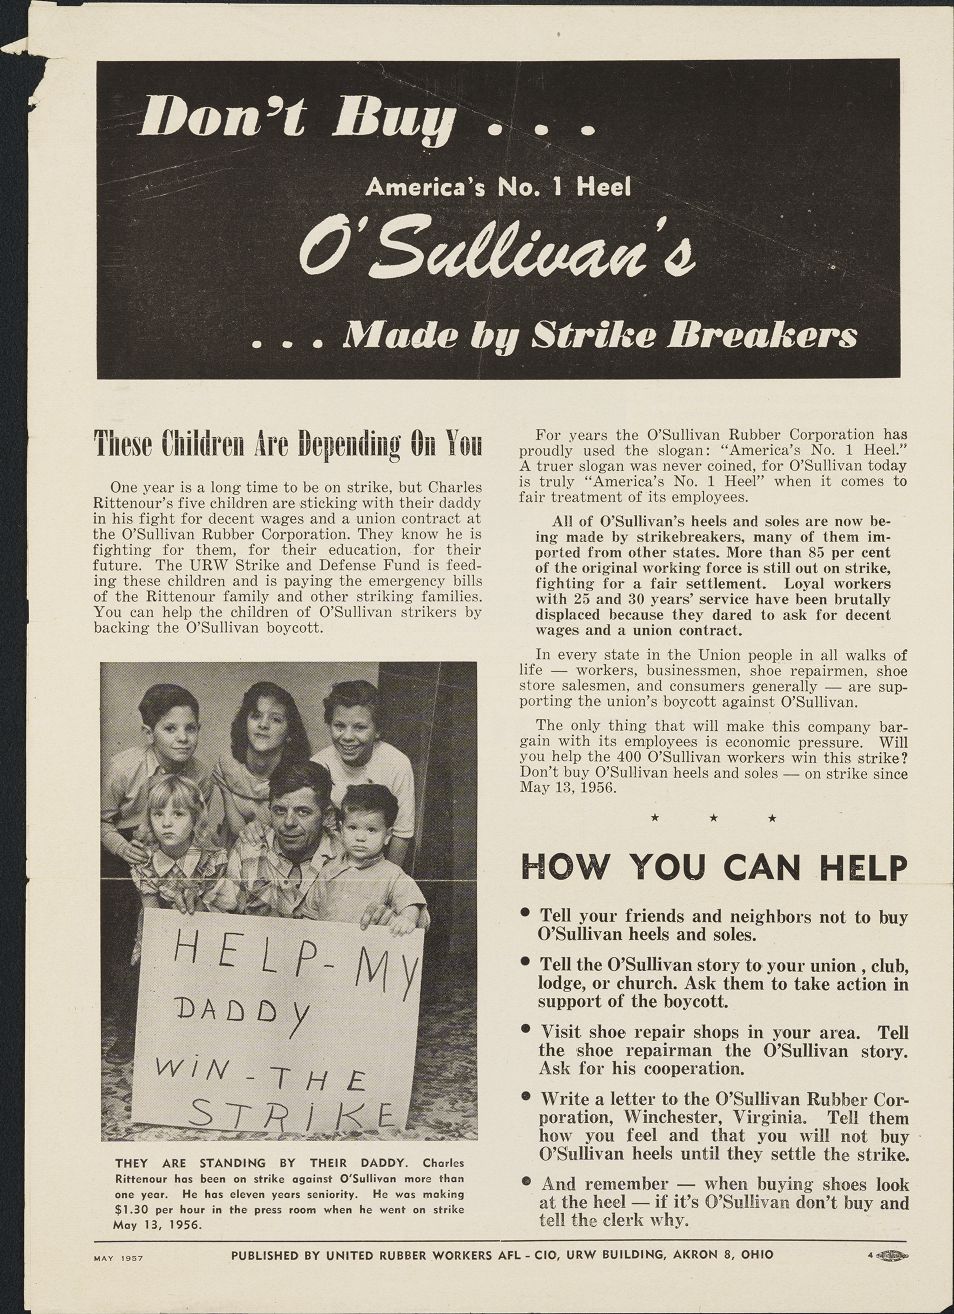 Don't Buy . . .
America's No. 1 Heel
O'Sullivan's
. . . Made by Strike Breakers
These Children Are Depending On You
One year is a long time to be on strike, but Charles
Rittenour's five children are sticking with their daddy
in his fight for decent wages and a union contract at
the O'Sullivan Rubber Corporation. They know he is
fighting for them, for their education, for their
future. The URW Strike and Defense Fund is feed-
ing these children and is paying the emergency bills
of the Rittenour family and other striking families.
You can help the children of O'Sullivan strikers by
backing the O'Sullivan boycott.
HELP - MY
DADDY
WiN - THE
STRiKE
THEY ARE STANDING BY THEIR DADDY. Charles
Rittenour has been on strike against O'Sullivan more than
one year. He has eleven years seniority. He was making
$1.30 per hour in the press room when he went on strike
May 13, 1956.
For years the O'Sullivan Rubber Corporation has
proudly used the slogan: "America's No. 1 Heel."
A truer slogan was never coined, for O'Sullivan today
is truly "America's No. 1 Heel" when it comes to
fair treatment of its employees.
All of O'Sullivan's heels and soles are now be-
ing made by strikebreakers, many of them im-
ported from other states. More than 85 per cent
of the original working force is still out on strike,
fighting for a fair settlement. Loyal workers
with 25 and 30 years' service have been brutally
displaced because they dared to ask for decent
wages and a union contract.
In every state in the Union people in all walks of
life — workers, businessmen, shoe repairmen, shoe
store salesmen, and consumers generally — are sup-
porting the union's boycott against O'Sullivan.
The only thing that will make this company bar-
gain with its employees is economic pressure. Will
you help the 400 O'Sullivan workers win this strike?
Don't buy O'Sullivan heels and soles — on strike since
May 13, 1956.
★ ★ ★
HOW YOU CAN HELP
• Tell your friends and neighbors not to buy
O'Sullivan heels and soles.
• Tell the O'Sullivan story to your union , club,
lodge, or church. Ask them to take action in
support of the boycott.
• Visit shoe repair shops in your area. Tell
the shoe repairman the O'Sullivan story.
Ask for his cooperation.
• Write a letter to the O'Sullivan Rubber Cor-
poration, Winchester, Virginia. Tell them
how you feel and that you will not buy
O'Sullivan heels until they settle the strike.
• And remember — when buying shoes look
at the heel — if it's O'Sullivan don't buy and
tell the clerk why.
MAY 1957
PUBLISHED BY UNITED RUBBER WORKERS AFL - CIO, URW BUILDING, AKRON 8, OHIO
4